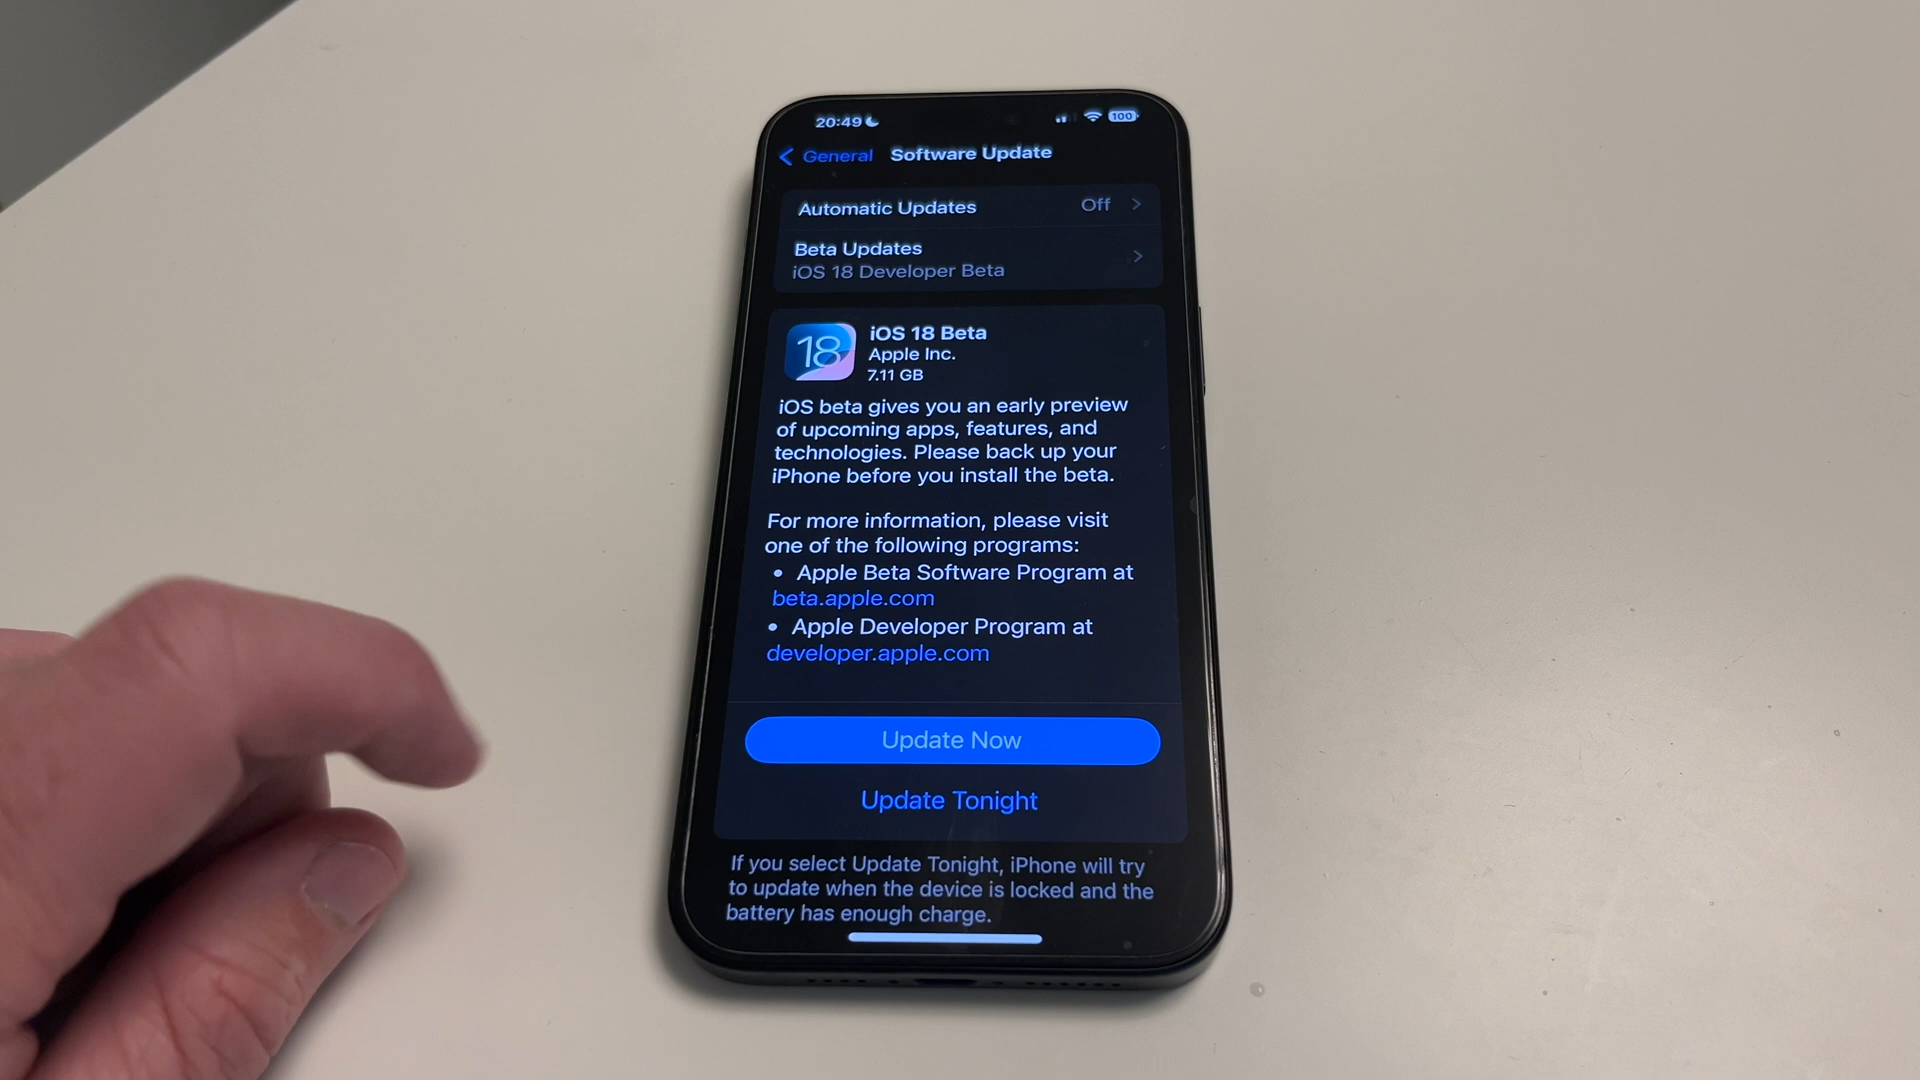 20:49 100
General Software Update
Automatic Updates Off
Beta Updates
iOS 18 Developer Beta
18
iOS 18 Beta
Apple Inc.
7.11 GB
iOS beta gives you an early preview
of upcoming apps, features, and
technologies. Please back up your
iPhone before you install the beta.
For more information, please visit
one of the following programs:
• Apple Beta Software Program at
beta.apple.com
• Apple Developer Program at
developer.apple.com
Update Now
Update Tonight
If you select Update Tonight, iPhone will try
to update when the device is locked and the
battery has enough charge.